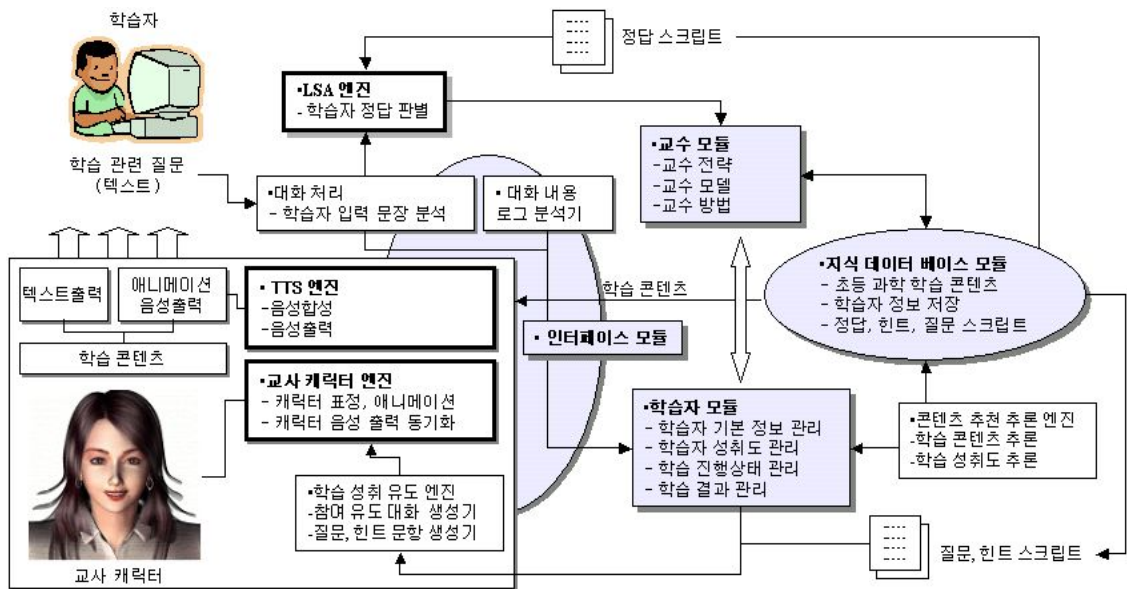 학습자
정답 스크립트
▪LSA 엔진
- 학습자 정답 판별
▪교수 모듈
-교수 전략
-교수 모델
-교수 방법
학습 관련 질문
(텍스트)
▪대화 처리
- 학습자 입력 문장 분석
▪ 대화 내용
로그 분석기
텍스트출력
애니메이션
음성출력
학습 콘텐츠
▪ TTS 엔진
-음성합성
-음성출력
학습 콘텐츠
▪ 인터페이스 모듈
▪지식 데이터 베이스 모듈
- 초등 과학 학습 콘텐츠
- 학습자 정보 저장
- 정답, 힌트, 질문 스크립트
▪교사 캐릭터 엔진
- 캐릭터 표정, 애니메이션
- 캐릭터 음성 출력 동기화
▪학습자 모듈
- 학습자 기본 정보 관리
- 학습자 성취도 관리
- 학습 진행상태 관리
- 학습 결과 관리
▪콘텐츠 추천 추론 엔진
-학습 콘텐츠 추론
-학습 성취도 추론
▪학습 성취 유도 엔진
-참여 유도 대화 생성기
-질문, 힌트 문항 생성기
질문, 힌트 스크립트
교사 캐릭터